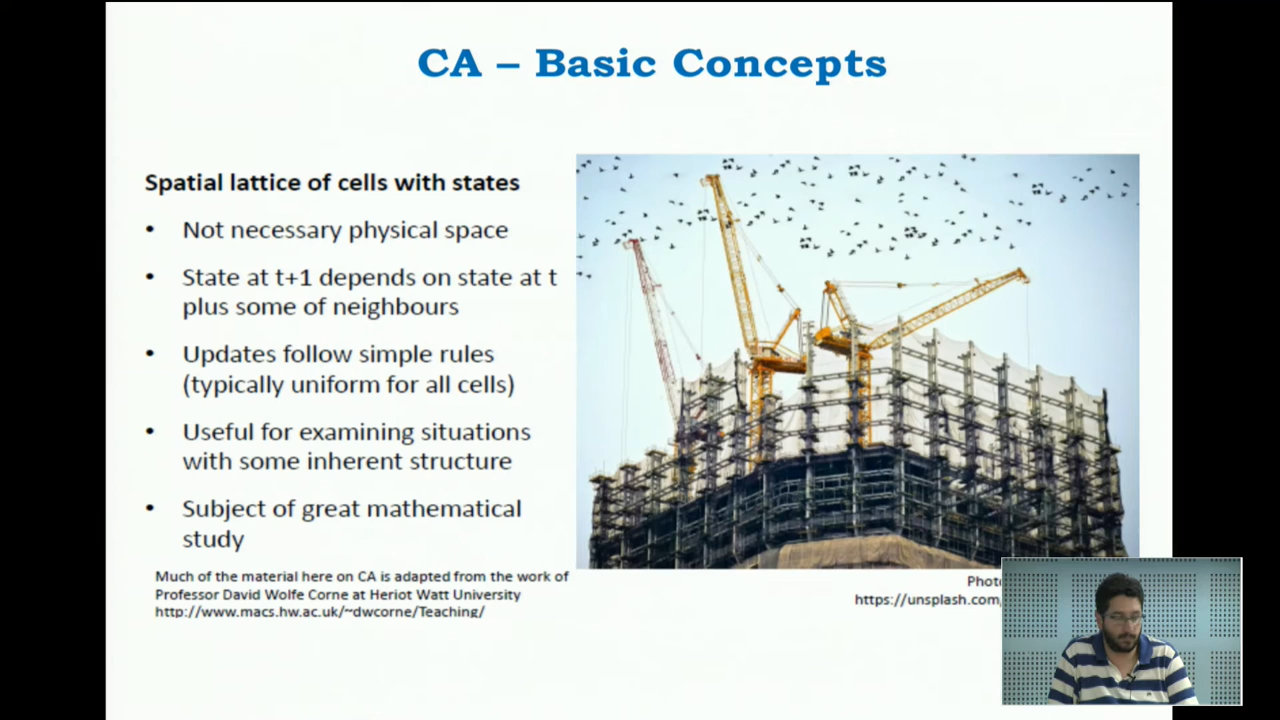 CA – Basic Concepts
Spatial lattice of cells with states
• Not necessary physical space
• State at t+1 depends on state at t
plus some of neighbours
• Updates follow simple rules
(typically uniform for all cells)
• Useful for examining situations
with some inherent structure
• Subject of great mathematical
study
Much of the material here on CA is adapted from the work of
Professor David Wolfe Corne at Heriot Watt University
http://www.macs.hw.ac.uk/~dwcorne/Teaching/
https://unsplash.com